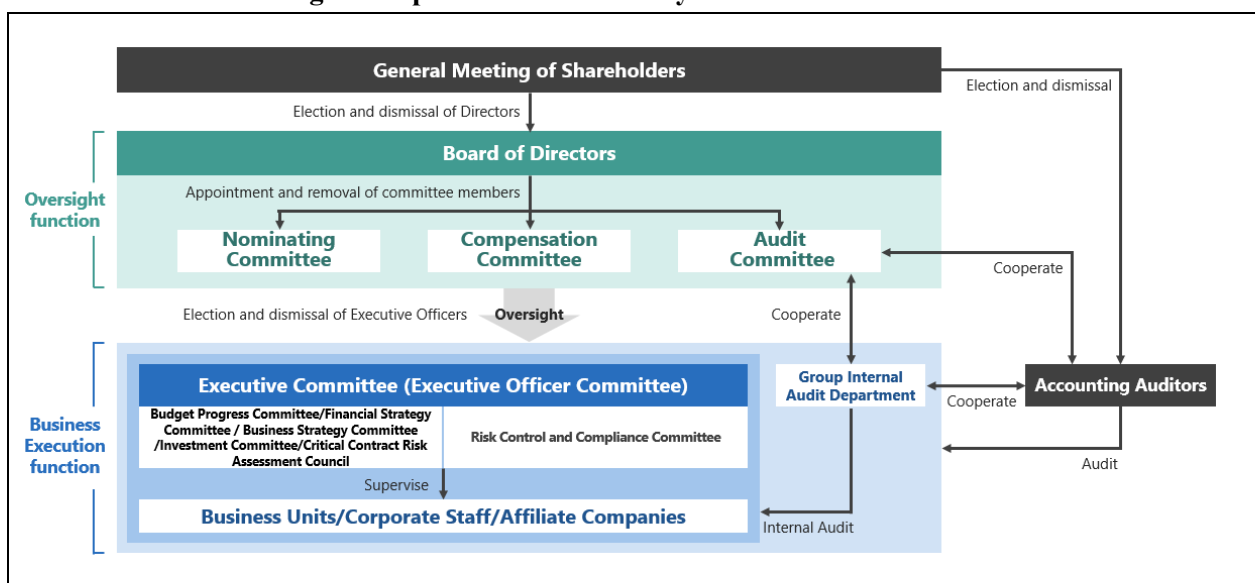 General Meeting of Shareholders
Election and dismissal
Election and dismissal of Directors
Board of Directors
Oversight
function
Appointment and removal of committee members
Nominating
Committee
Compensation
Committee
Audit
Committee
Cooperate
Election and dismissal of Executive Officers
Oversight
Cooperate
Business
Execution
function
Executive Committee (Executive Officer Committee)
Budget Progress Committee/Financial Strategy
Committee / Business Strategy Committee
/Investment Committee/Critical Contract Risk
Assessment Council
Risk Control and Compliance Committee
Group Internal
Audit Department
Cooperate
Accounting Auditors
Audit
Supervise
Business Units/Corporate Staff/Affiliate Companies
Internal Audit